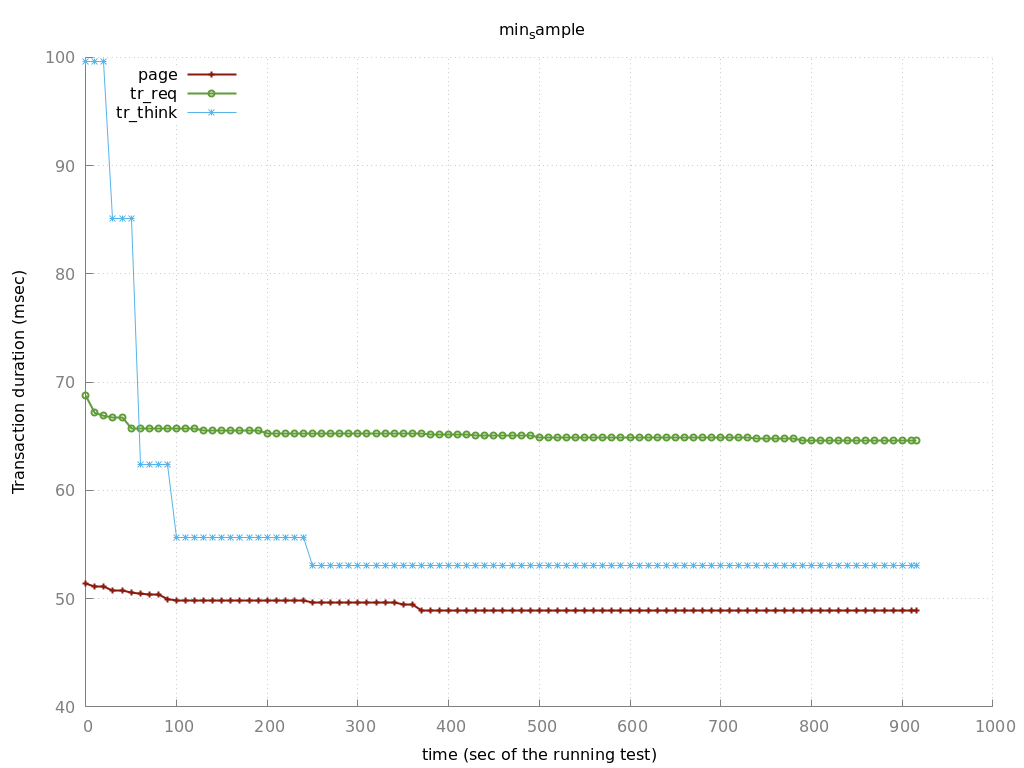 min_sample
100
90
80
70
60
50
40
page
tr_req
tr_think
Transaction duration (msec)
0 100 200 300 400 500 600 700 800 900 1000
time (sec of the running test)